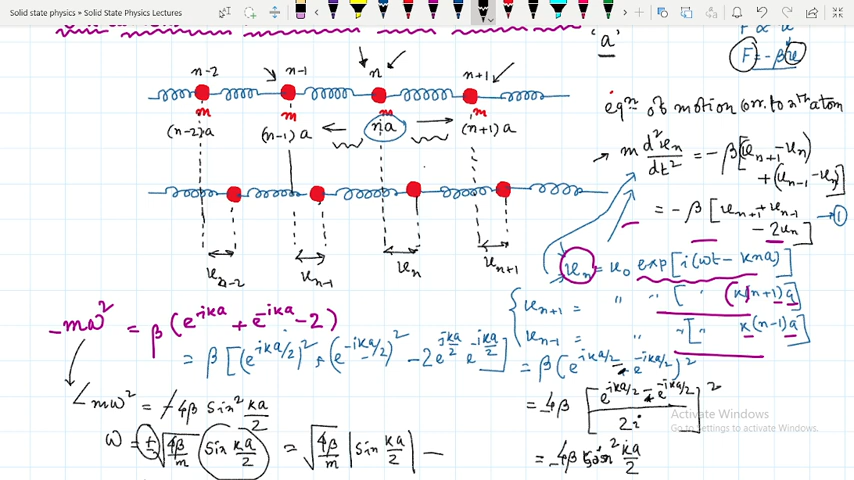 Solid state physics » Solid State Physics Lectures
'a'
F ∝ u
F = -βu
n-2 n-1 n n+1
m m m m
(n-2)a (n-1)a na (n+1)a
eqⁿ of motion corr. to nth atom
m d²uₙ/dt² = -β[(uₙ₊₁ - uₙ) + (uₙ₋₁ - uₙ)]
= -β[uₙ₊₁ + uₙ₋₁ - 2uₙ] → ①
uₙ₋₂ uₙ₋₁ uₙ uₙ₊₁
uₙ = u₀ exp[i(ωt - kna)]
uₙ₊₁ = " " [ " k(n+1)a]
uₙ₋₁ = " " [ " k(n-1)a]
-mω² = β(e^-ika + e^-ika - 2)
= β[(e^-ika/2)² + (e^-ika/2)² - 2e^ika/2 e^-ika/2] = β(e^ika/2 - e^-ika/2)²
= -4β [(e^ika/2 - e^-ika/2)/2i]²
∠mω² = -4β sin² ka/2
ω = ±√(4β/m) (sin ka/2) = √(4β/m) |sin ka/2| —
= -4β sin² ka/2
Activate Windows
Go to Settings to activate Windows.